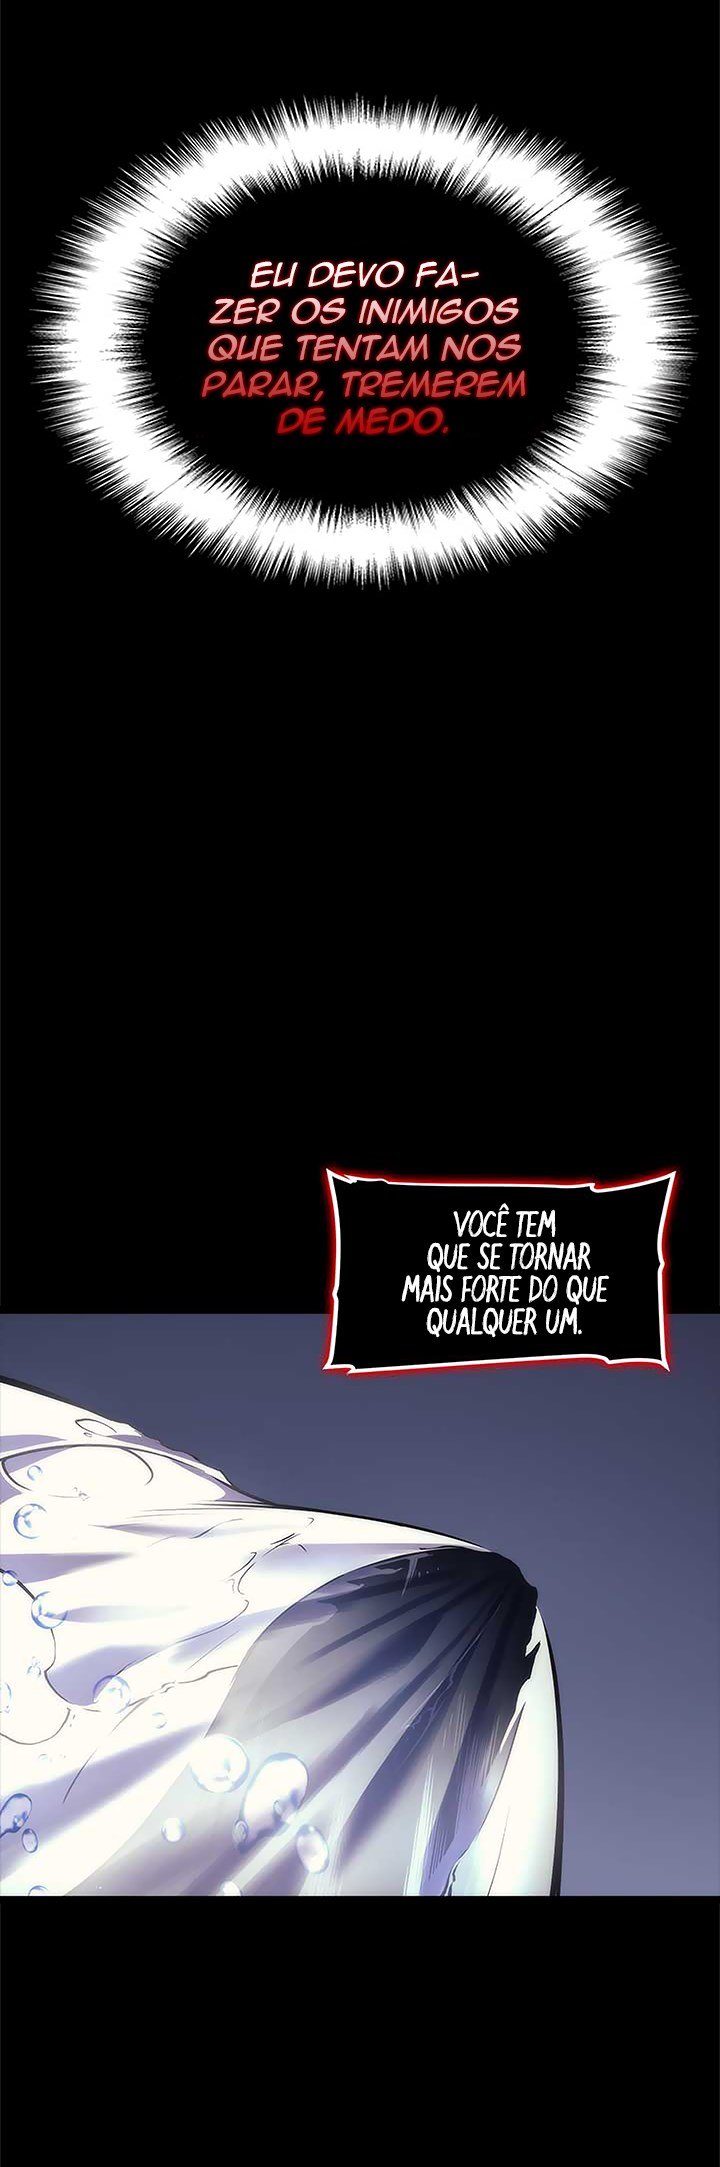 EU DEVO FA-
ZER OS INIMIGOS
QUE TENTAM NOS
PARAR, TREMEREM
DE MEDO.
VOCÊ TEM
QUE SE TORNAR
MAIS FORTE DO QUE
QUALQUER UM.